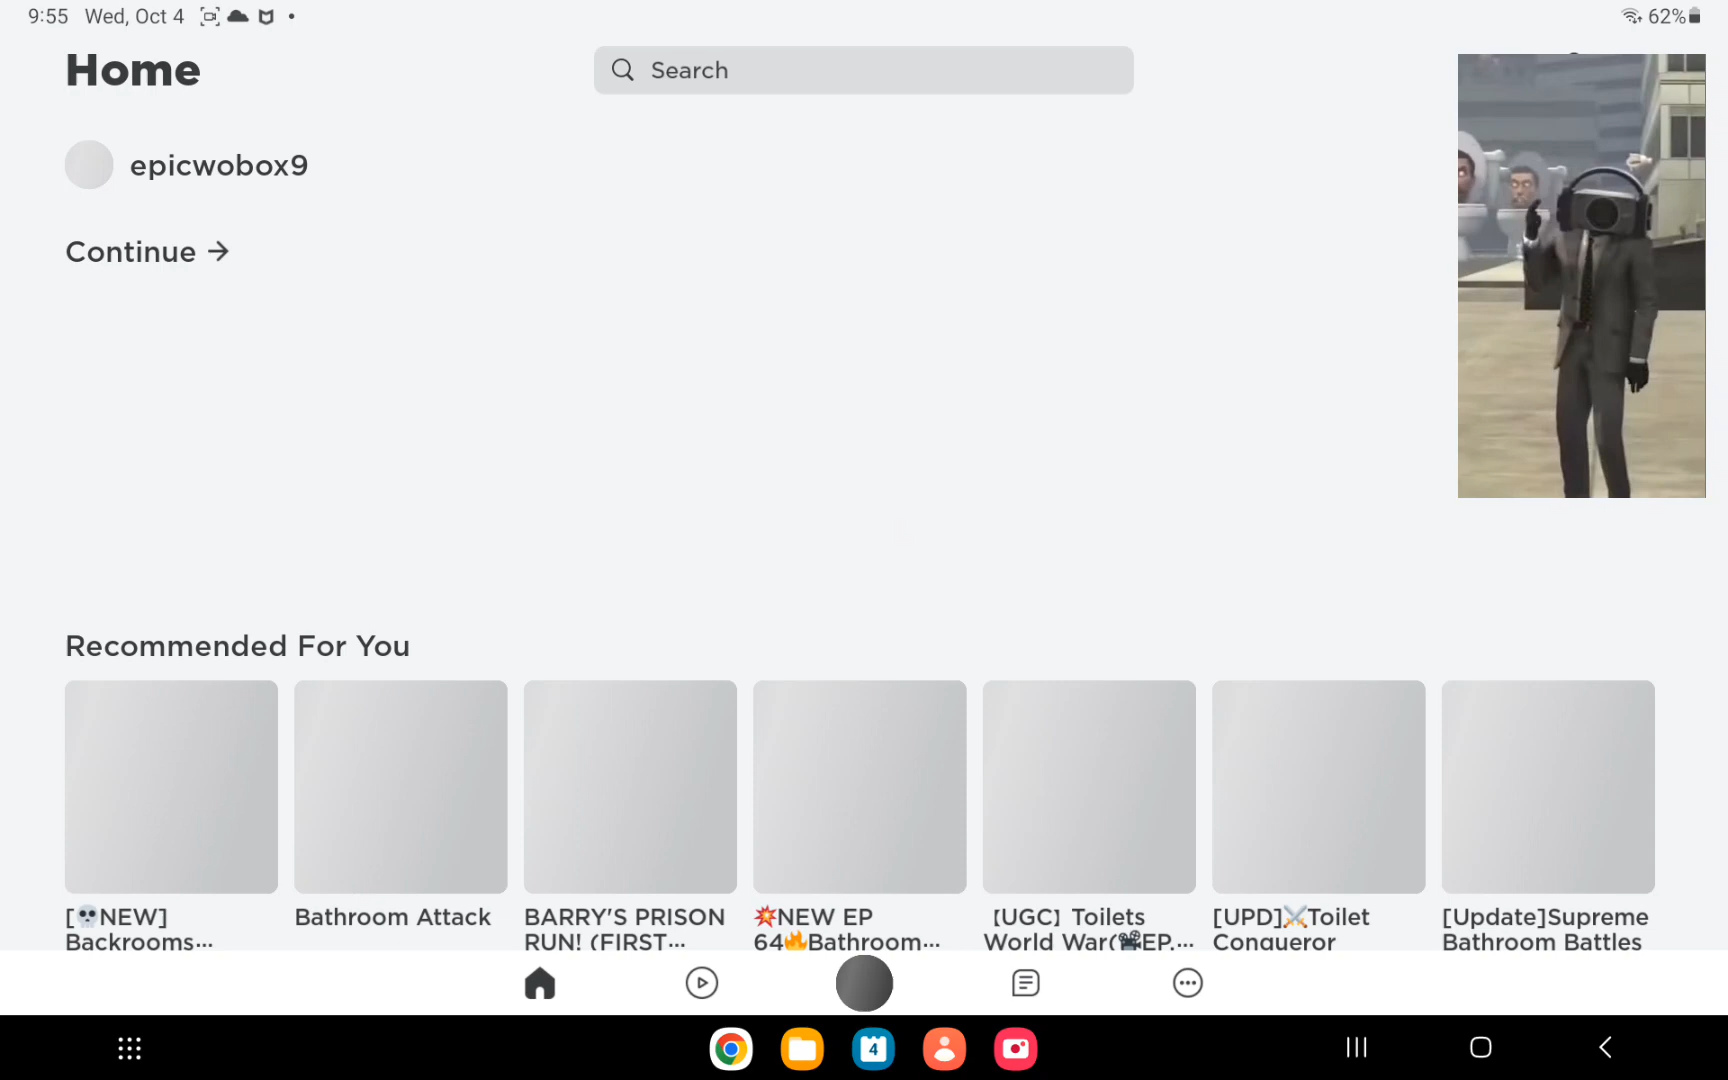 9:55 Wed, Oct 4 62%
Home
Search
epicwobox9
Continue →
Recommended For You
[💀NEW]
Backrooms...
Bathroom Attack
BARRY'S PRISON
RUN! (FIRST...
💥NEW EP
64🔥Bathroom...
【UGC】Toilets
World War(🎥EP....
[UPD]⚔️Toilet
Conqueror
[Update]Supreme
Bathroom Battles
4